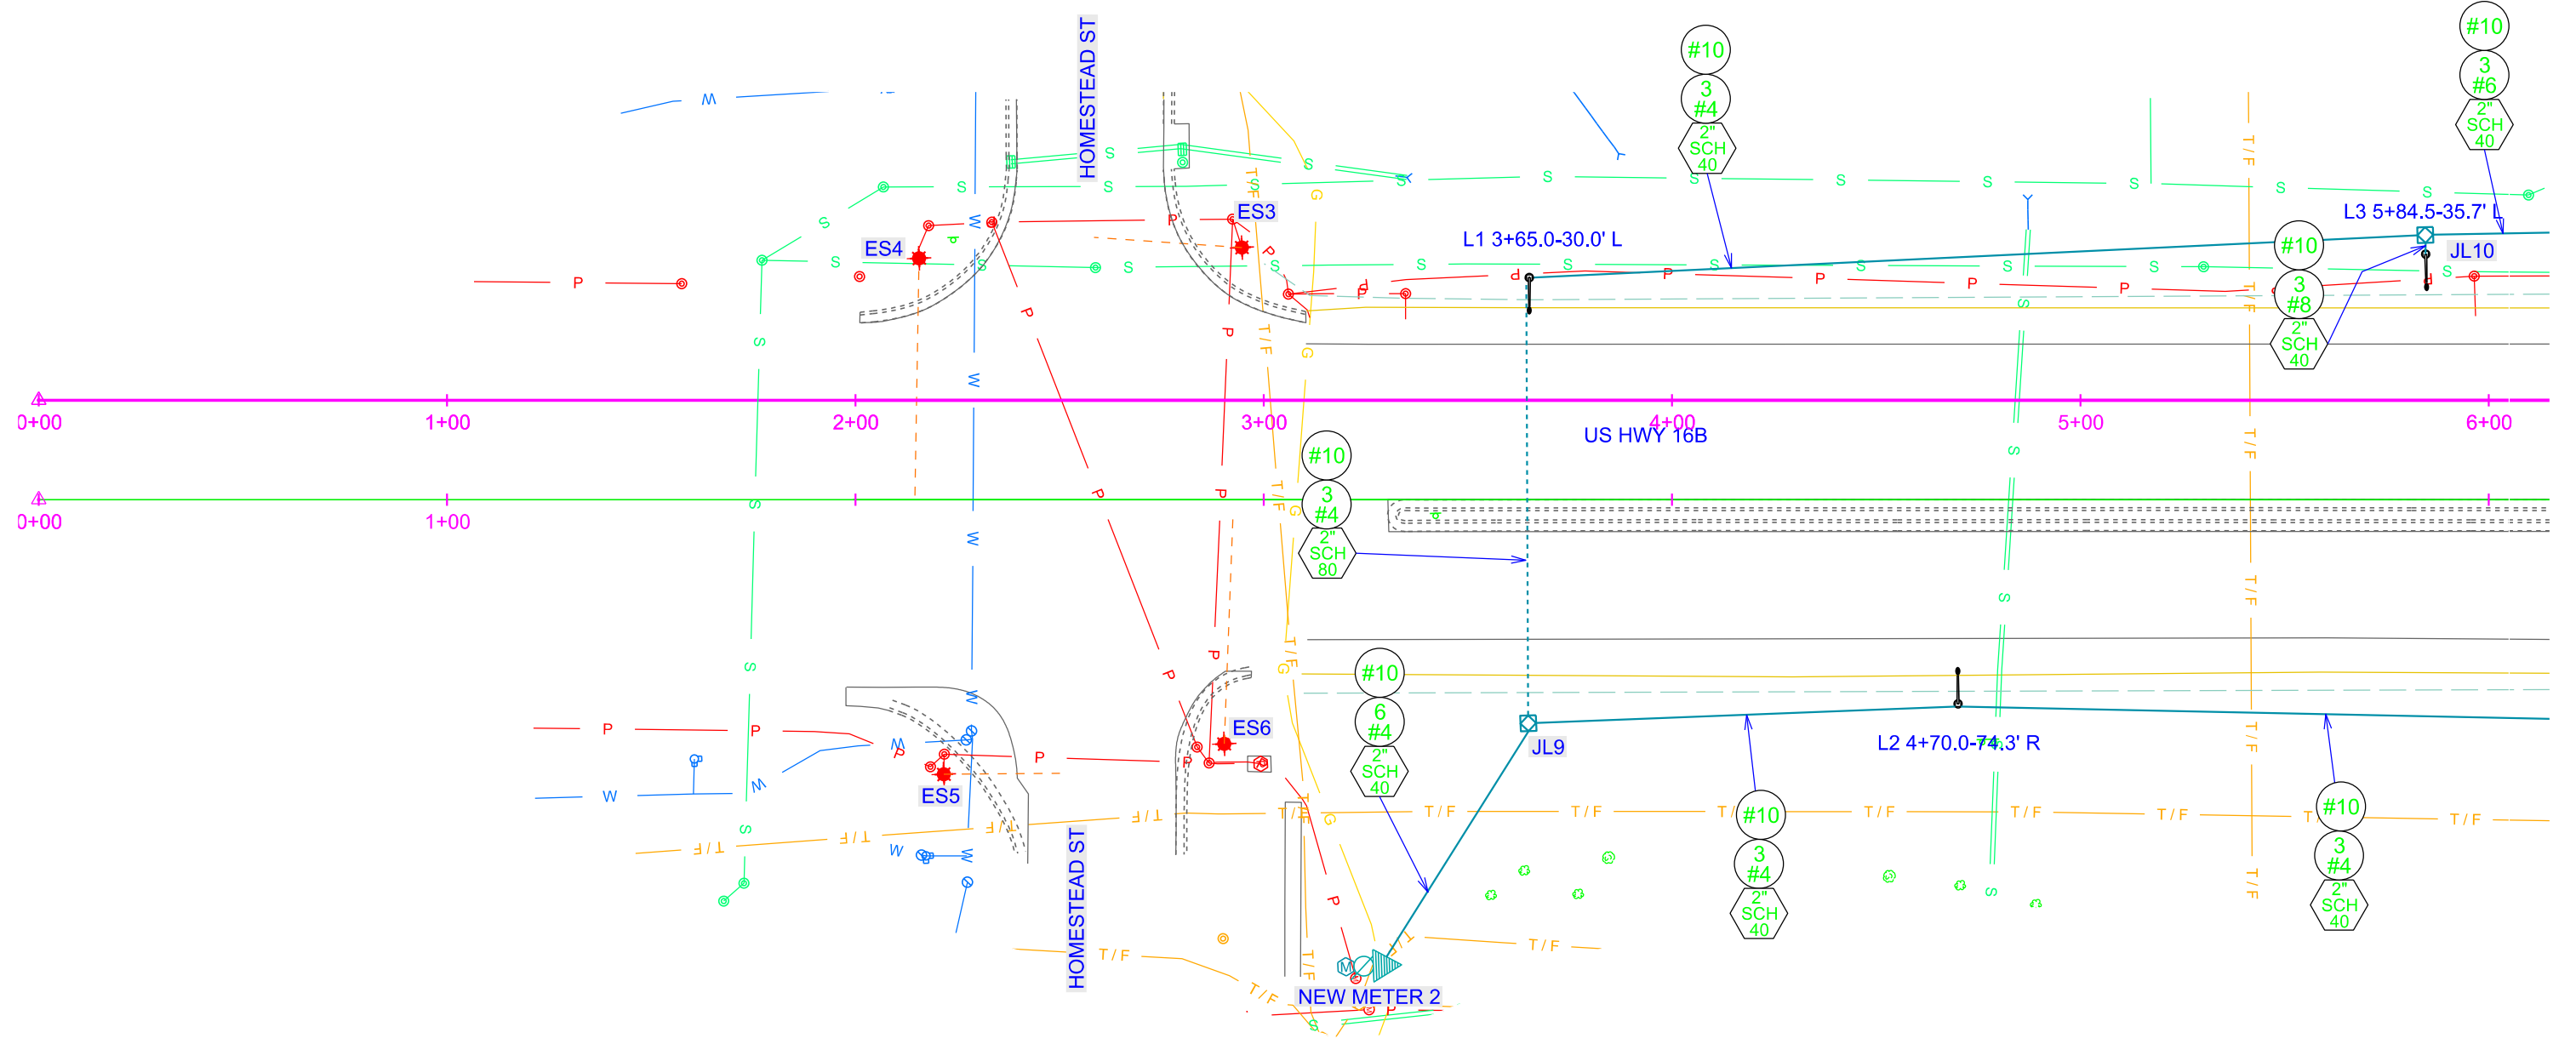 HOMESTEAD ST
#10
3
#4
2"
SCH
40
#10
3
#6
2"
SCH
40
W
S
S
S
S
S
S
S
S
S
S
S
S
T/F
G
Y
Y
Y
ES4
W
P
ES3
P
S
L1 3+65.0-30.0' L
L3 5+84.5-35.7' L
JL10
#10
3
#8
2"
SCH
40
P
S
S
S
S
S
S
S
S
S
S
S
P
P
P
P
P
P
P
P
S
P
P
T/F
G
S
T/F
W
0+00
1+00
2+00
3+00
4+00
5+00
6+00
US HWY 16B
#10
3
#4
2"
SCH
80
S
T/F
P
P
T/F
G
S
0+00
1+00
W
S
T/F
#10
6
#4
2"
SCH
40
S
P
P
T/F
G
W
P
P
W
P
P
P
ES6
JL9
L2 4+70.0-74.3' R
T/F
W
W
ES5
S
T/F
T/F
T/F
T/F
T/F
G
T/F
T/F
T/F
T/F
T/F
T/F
#10
3
#4
2"
SCH
40
#10
3
#4
2"
SCH
40
W
W
S
T/F
P
HOMESTEAD ST
T/F
T/F
T/F
T/F
M
NEW METER 2
S
P